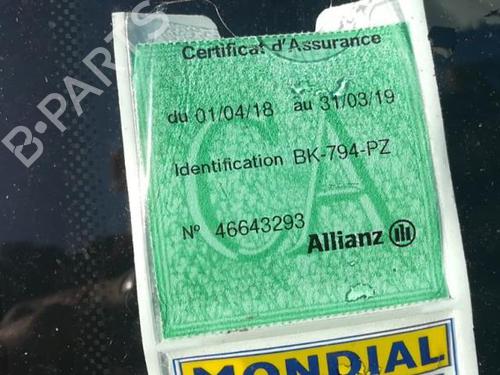 Certificat d'Assurance
du 01/04/18 au 31/03/19
Identification BK-794-PZ
CA
N° 46643293
Allianz
MONDIAL
B-PARTS